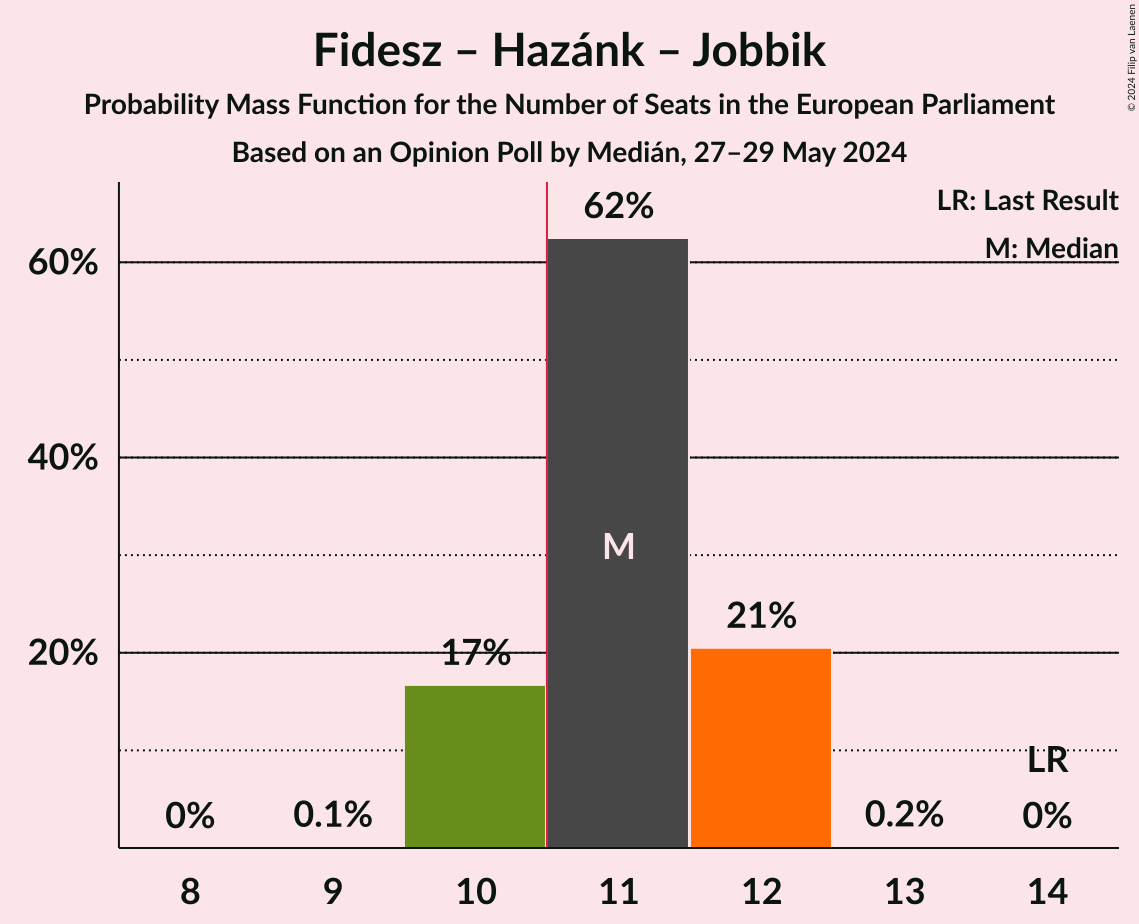 Fidesz – Hazánk – Jobbik
Probability Mass Function for the Number of Seats in the European Parliament
Based on an Opinion Poll by Medián, 27–29 May 2024
© 2024 Filip van Laenen
LR: Last Result
M: Median
62%
60%
40%
M
21%
20%
17%
LR
0%
0.1%
0.2%
0%
8 9 10 11 12 13 14